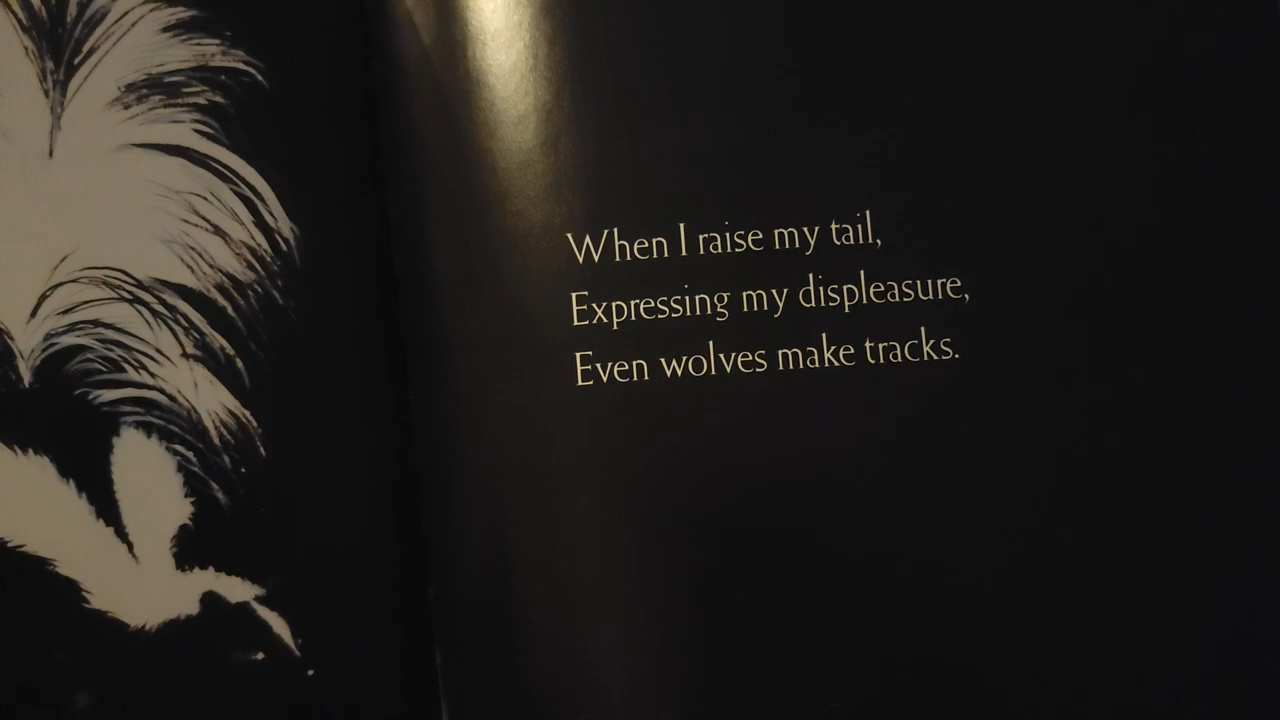 When I raise my tail,
Expressing my displeasure,
Even wolves make tracks.